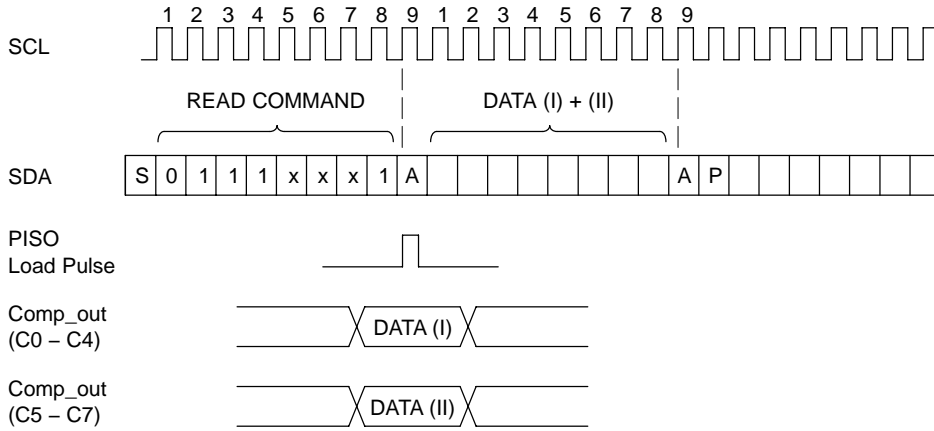 1 2 3 4 5 6 7 8 9 1 2 3 4 5 6 7 8 9
SCL
READ COMMAND DATA (I) + (II)
SDA S 0 1 1 1 x x x 1 A A P
PISO
Load Pulse
Comp_out
(C0 – C4)
DATA (I)
Comp_out
(C5 – C7)
DATA (II)